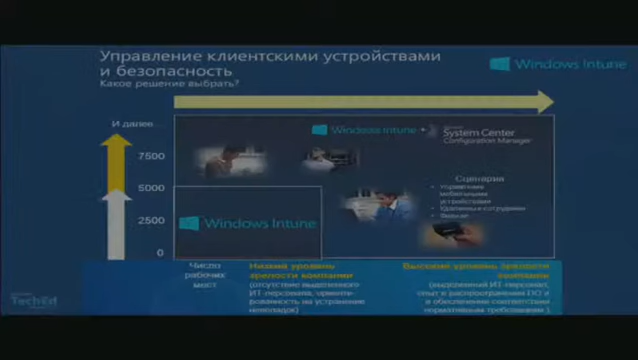 Управление клиентскими устройствами
и безопасность
Какое решение выбрать?
Windows Intune
И далее...
7500
5000
2500
0
Windows Intune +
System Center
Configuration Manager
Сценарии
• Управление
мобильными
устройствами
• Удаленные сотрудники
• Филиал
Windows Intune
Число
рабочих
мест
Низкий уровень
зрелости компании
(отсутствие выделенного
ИТ-персонала, ориенти-
рованность на устранение
неполадок)
Высокий уровень зрелости
компании
(выделенный ИТ-персонал,
опыт в распространении ПО и
в обеспечении соответствия
нормативным требованиям )
TechEd